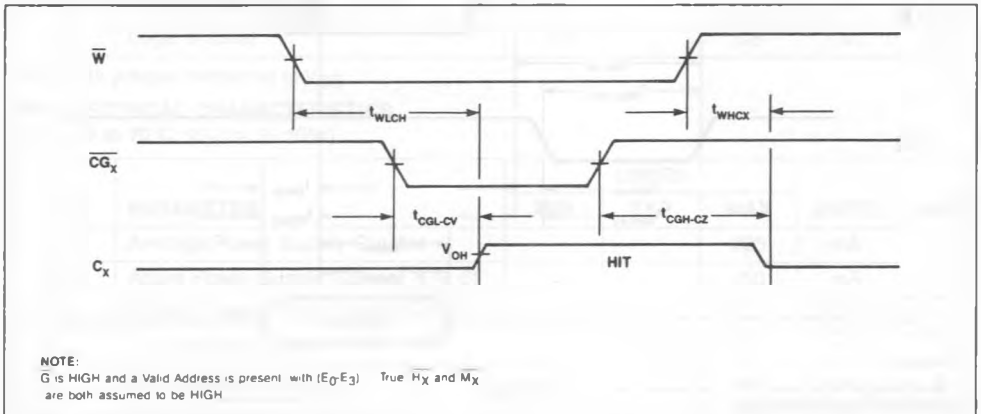 W̅
t_WLCH
t_WHCX
C̅G̅_X̅
t_CGL-CV
t_CGH-CZ
V_OH
C_X
HIT
NOTE:
G̅ is HIGH and a Valid Address is present with (E₀-E₃) True H̅_X̅ and M̅_X̅
are both assumed to be HIGH